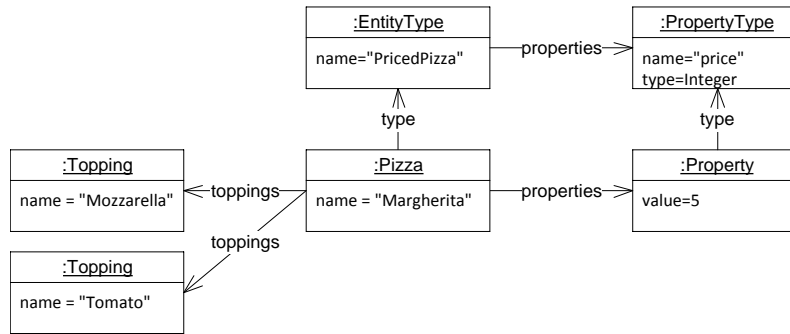 :EntityType
name="PricedPizza"
properties
:PropertyType
name="price"
type=Integer
type
type
:Topping
name = "Mozzarella"
toppings
:Pizza
name = "Margherita"
properties
:Property
value=5
toppings
:Topping
name = "Tomato"